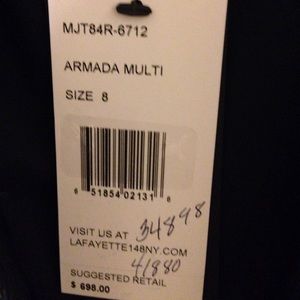 MJT84R-6712
ARMADA MULTI
SIZE 8
6 51854 02131 8
34898
VISIT US AT
LAFAYETTE148NY.COM
41880
SUGGESTED RETAIL
$ 698.00